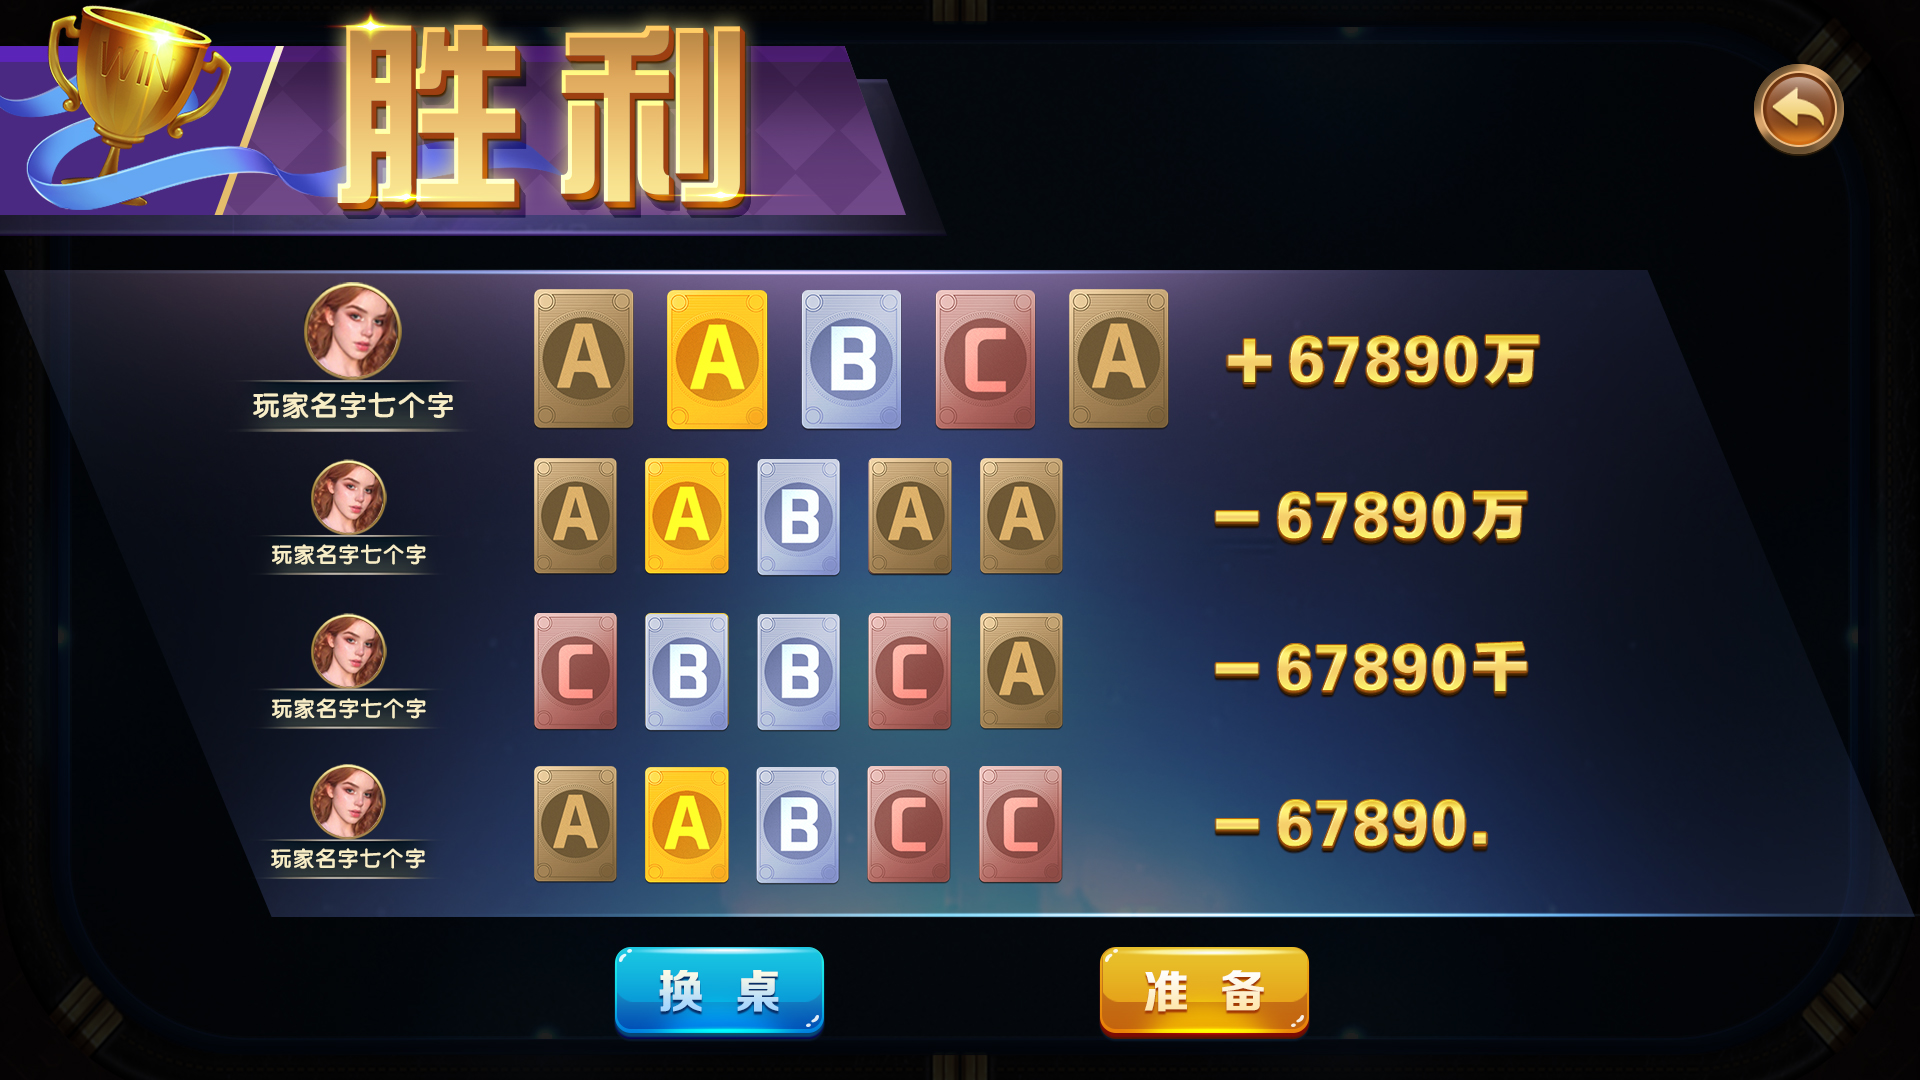 WIN
胜利
A A B C A
+67890万
玩家名字七个字
A A B A A
-67890万
玩家名字七个字
C B B C A
-67890千
玩家名字七个字
A A B C C
-67890.
玩家名字七个字
换桌
准备